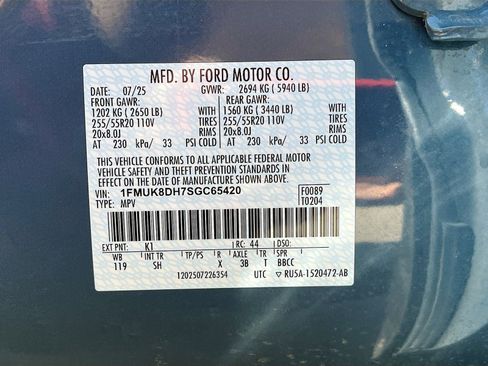 MFD. BY FORD MOTOR CO.
DATE: 07/25 GVWR: 2694 KG ( 5940 LB)
FRONT GAWR: REAR GAWR:
1202 KG ( 2650 LB) WITH 1560 KG ( 3440 LB) WITH
255/55R20 110V TIRES 255/55R20 110V TIRES
20x8.0J RIMS 20x8.0J RIMS
AT 230 kPa/ 33 PSI COLD AT 230 kPa/ 33 PSI COLD
THIS VEHICLE CONFORMS TO ALL APPLICABLE FEDERAL MOTOR
VEHICLE SAFETY AND THEFT PREVENTION STANDARDS IN
EFFECT ON THE DATE OF MANUFACTURE SHOWN ABOVE.
VIN: 1FMUK8DH7SGC65420 F0089
TYPE: MPV T0204
EXT PNT: K1 RC: 44 DSO:
WB INT TR TP/PS R AXLE TR SPR
119 5H X 3B T BBCC
1202507226354 UTC ▽ RU5A-1520472-AB